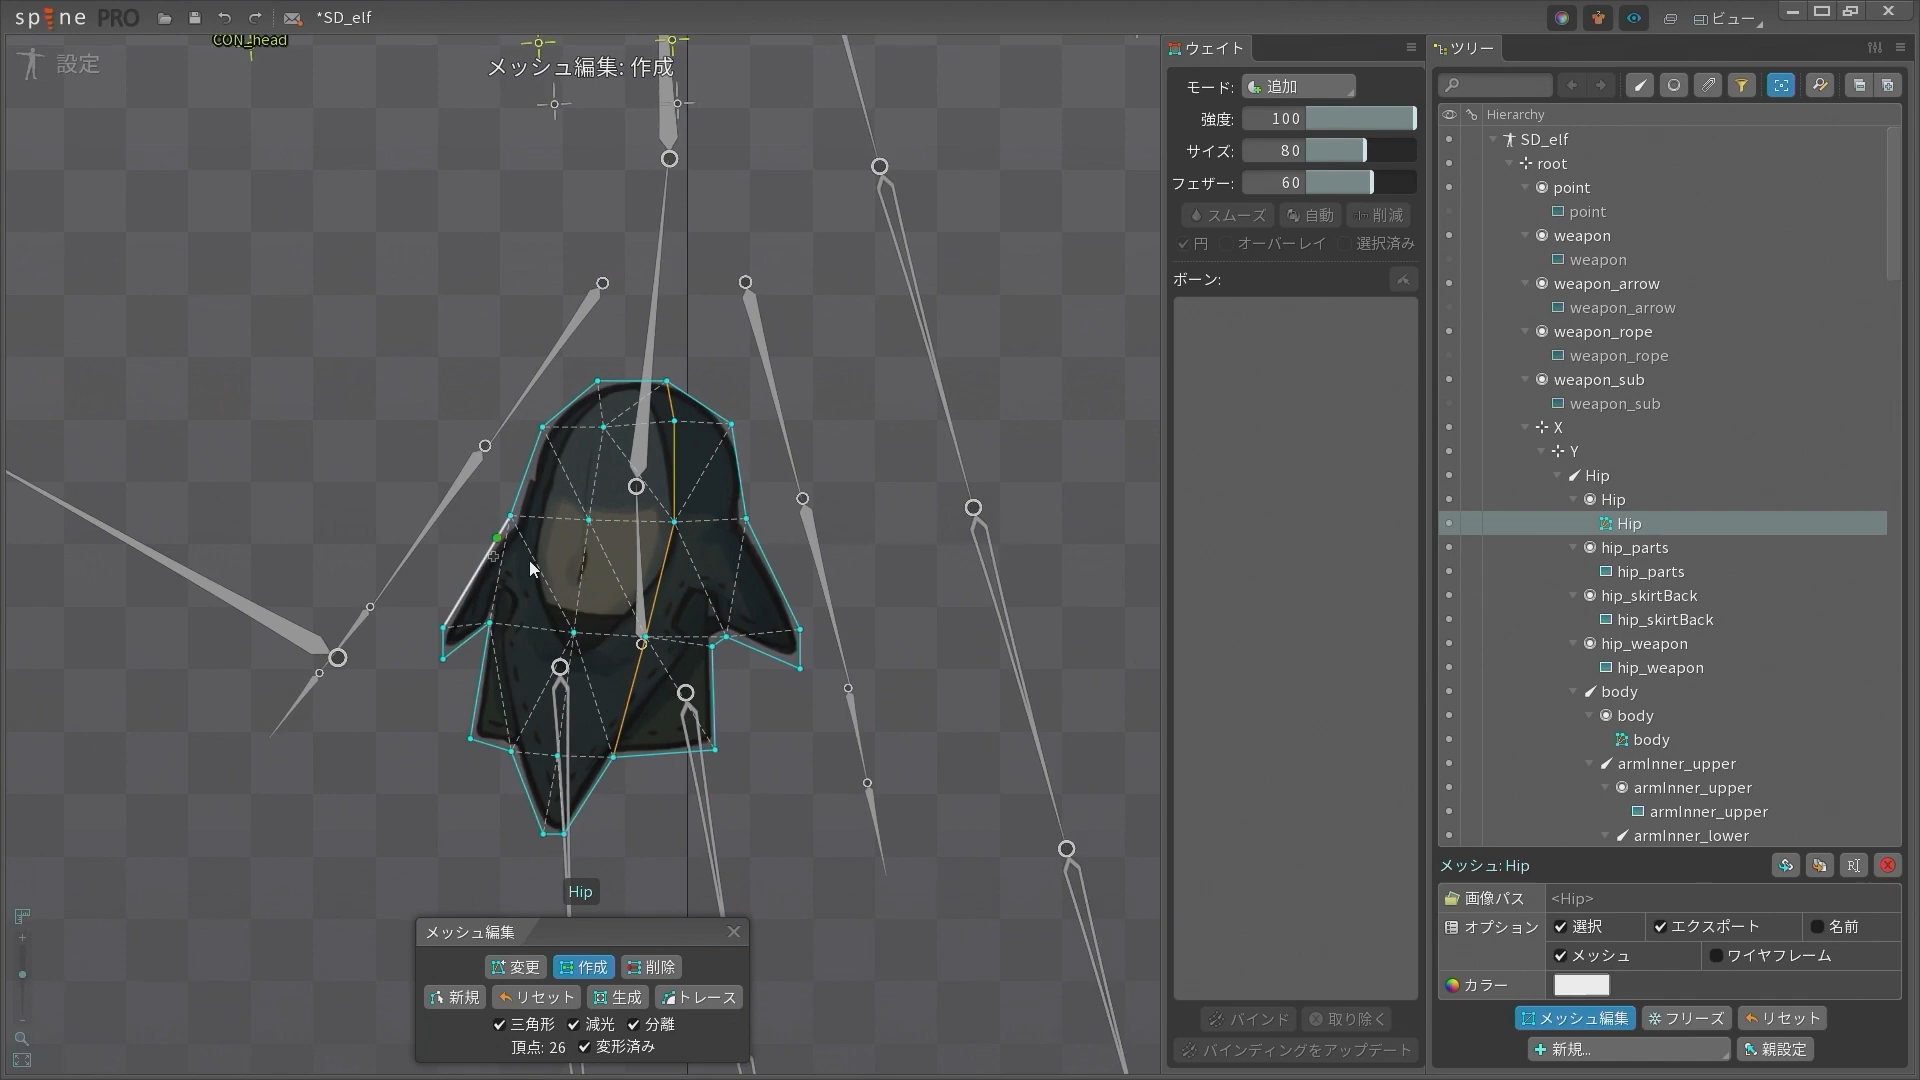 spine PRO
*SD_elf
ビュー
CON_head
設定
メッシュ編集: 作成
Hip
メッシュ編集
変更 作成 削除
新規 リセット 生成 トレース
三角形 減光 分離
頂点: 26 変形済み
ウェイト
モード: 追加
強度: 100
サイズ: 80
フェザー: 60
スムーズ 自動 削減
円 オーバーレイ 選択済み
ボーン:
バインド 取り除く
バインディングをアップデート
ツリー
Hierarchy
SD_elf
root
point
point
weapon
weapon
weapon_arrow
weapon_arrow
weapon_rope
weapon_rope
weapon_sub
weapon_sub
X
Y
Hip
Hip
Hip
hip_parts
hip_parts
hip_skirtBack
hip_skirtBack
hip_weapon
hip_weapon
body
body
body
armInner_upper
armInner_upper
armInner_upper
armInner_lower
メッシュ: Hip
画像パス <Hip>
オプション 選択 エクスポート 名前
メッシュ ワイヤフレーム
カラー
メッシュ編集 フリーズ リセット
新規... 親設定